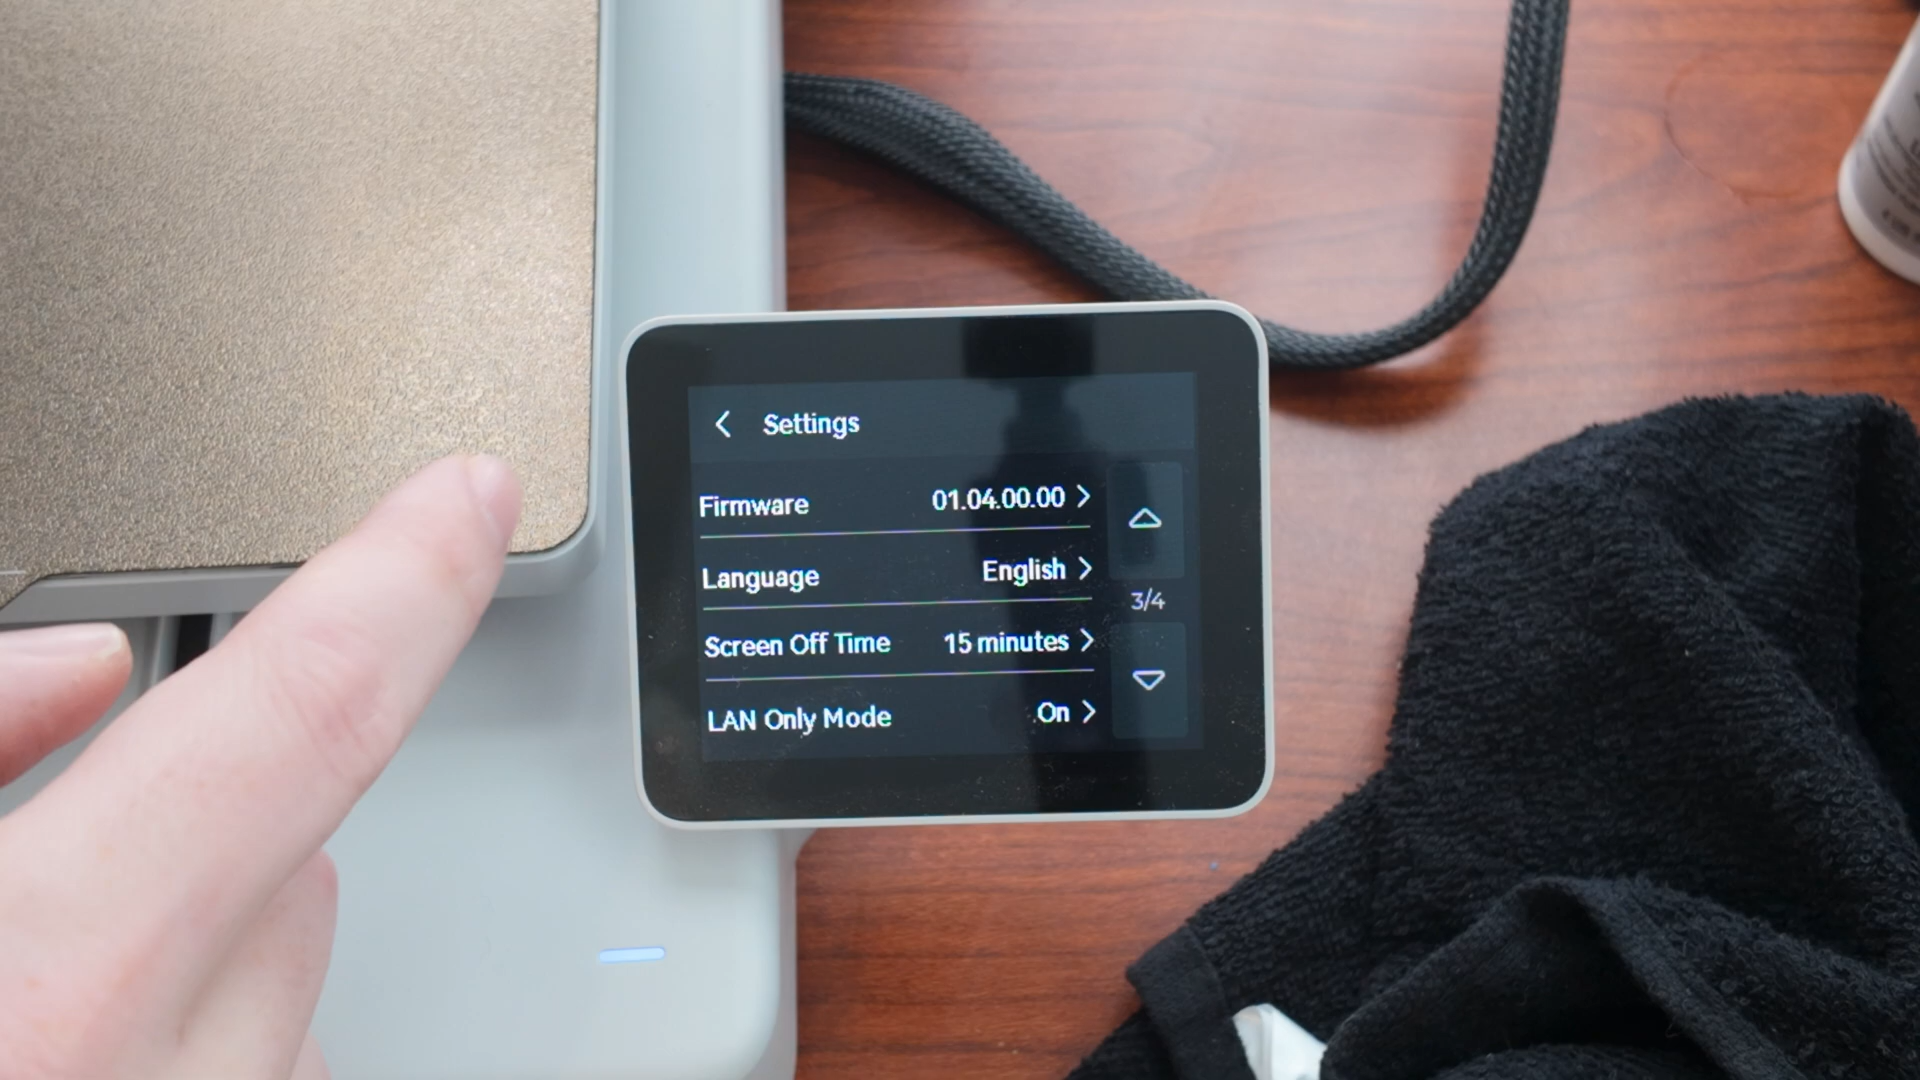 Settings
Firmware 01.04.00.00
Language English
Screen Off Time 15 minutes
LAN Only Mode On
3/4